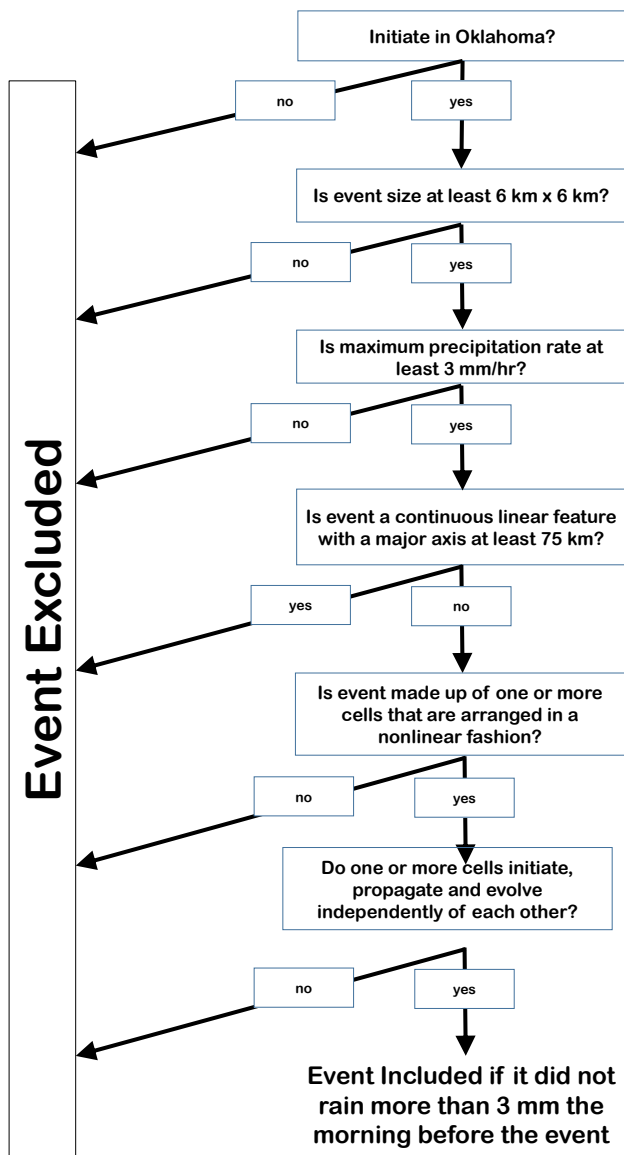 Initiate in Oklahoma?
no
yes
Is event size at least 6 km x 6 km?
no
yes
Is maximum precipitation rate at
least 3 mm/hr?
no
yes
Is event a continuous linear feature
with a major axis at least 75 km?
yes
no
Is event made up of one or more
cells that are arranged in a
nonlinear fashion?
no
yes
Do one or more cells initiate,
propagate and evolve
independently of each other?
no
yes
Event Included if it did not
rain more than 3 mm the
morning before the event
Event Excluded